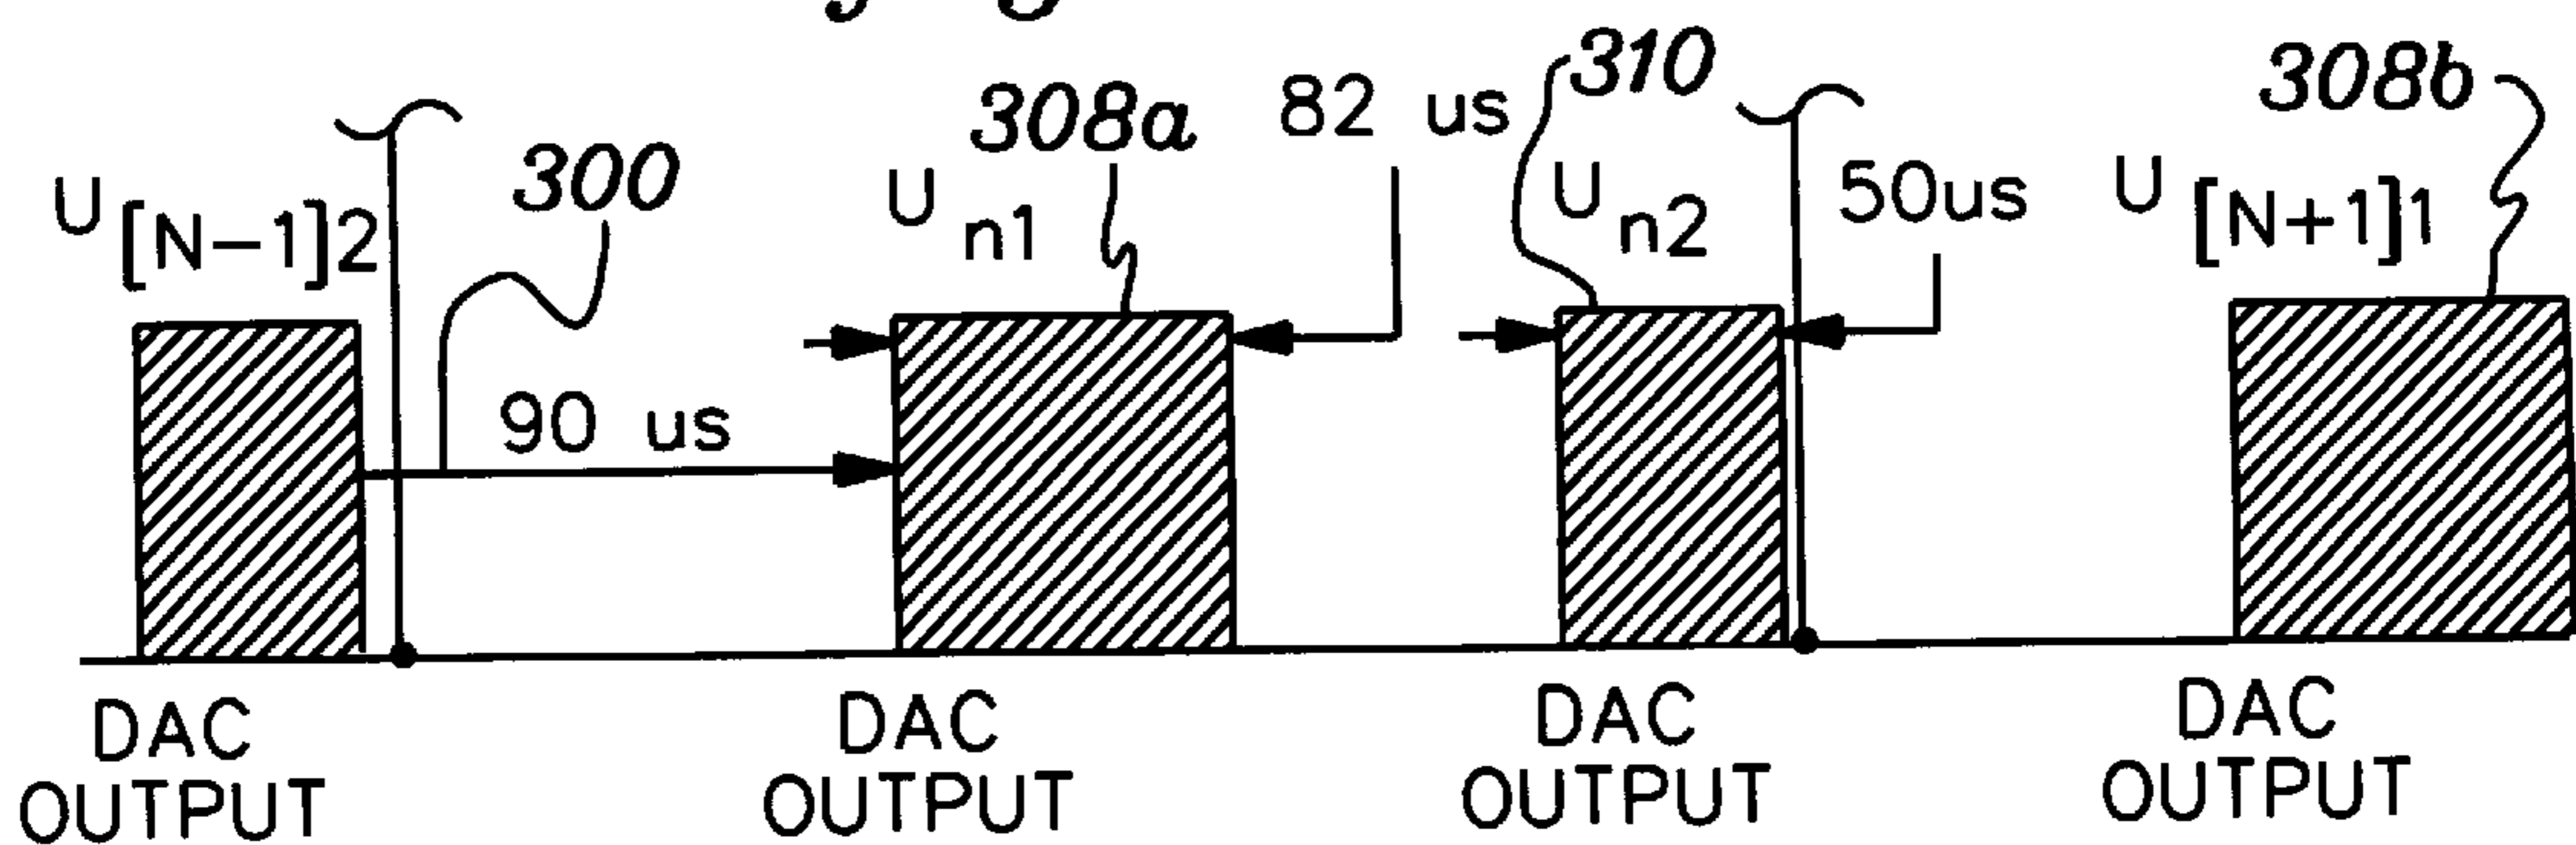 310
308b
308a
82 us
300
U[N-1]2
Un1
Un2
50us
U[N+1]1
90 us
DAC OUTPUT
DAC OUTPUT
DAC OUTPUT
DAC OUTPUT